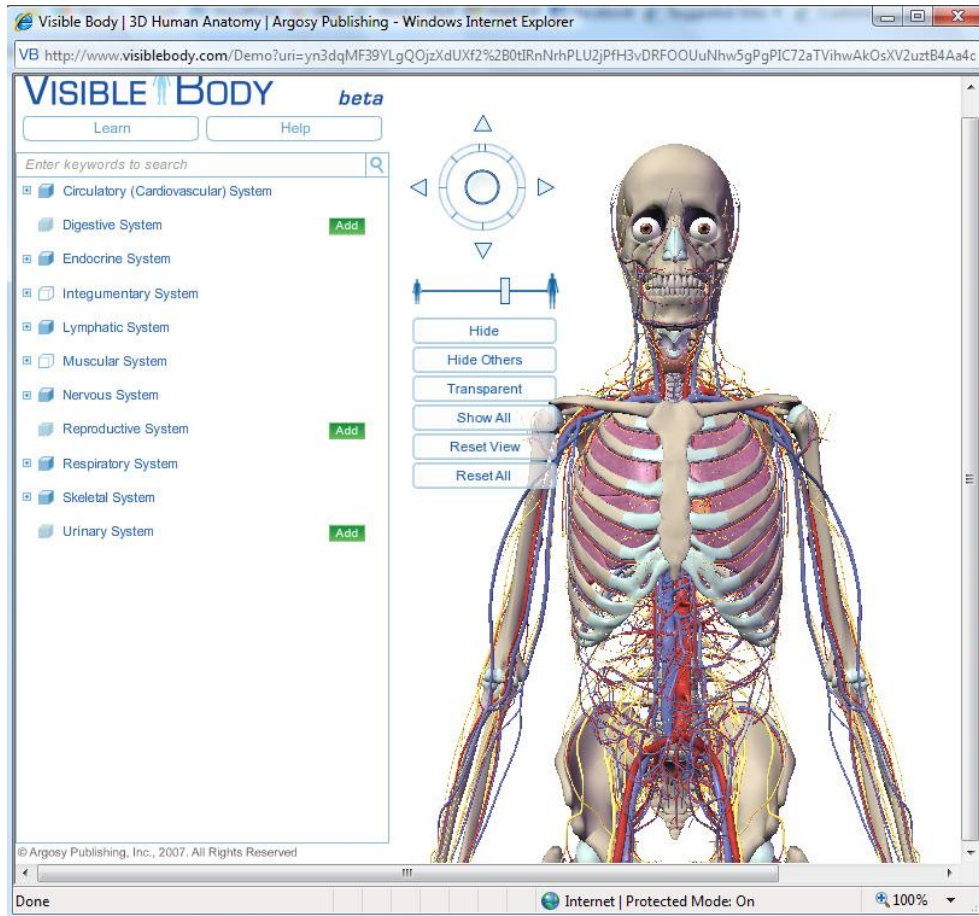 Visible Body | 3D Human Anatomy | Argosy Publishing - Windows Internet Explorer
VB http://www.visiblebody.com/Demo?uri=yn3dqMF39YLgQOjzXdUXf2%2B0tIRnNrhPLU2jPfH3vDRFOOUuNhw5gPgPIC72aTVihwAkOsXV2uztB4Aa4c
VISIBLE BODY beta
Learn Help
Enter keywords to search
Circulatory (Cardiovascular) System
Digestive System Add
Endocrine System
Integumentary System
Lymphatic System
Muscular System
Nervous System
Reproductive System Add
Respiratory System
Skeletal System
Urinary System Add
Hide
Hide Others
Transparent
Show All
Reset View
Reset All
© Argosy Publishing, Inc., 2007. All Rights Reserved
Done Internet | Protected Mode: On 100%